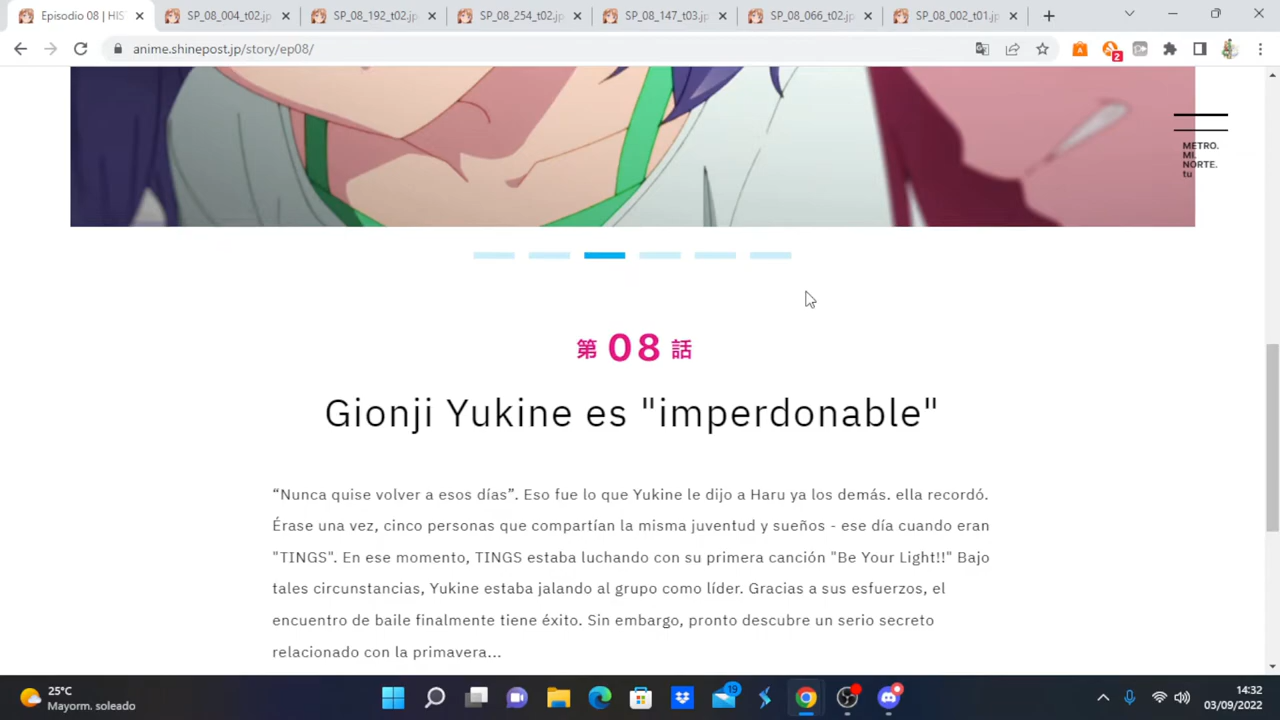 Episodio 08 | HIS
SP_08_004_t02.jp
SP_08_192_t02.jp
SP_08_254_t02.jp
SP_08_147_t03.jp
SP_08_066_t02.jp
SP_08_002_t01.jp
anime.shinepost.jp/story/ep08/
2
METRO.
MI.
NORTE.
tu
第 08 話
Gionji Yukine es "imperdonable"
“Nunca quise volver a esos días”. Eso fue lo que Yukine le dijo a Haru ya los demás. ella recordó.
Érase una vez, cinco personas que compartían la misma juventud y sueños - ese día cuando eran
"TINGS". En ese momento, TINGS estaba luchando con su primera canción "Be Your Light!!" Bajo
tales circunstancias, Yukine estaba jalando al grupo como líder. Gracias a sus esfuerzos, el
encuentro de baile finalmente tiene éxito. Sin embargo, pronto descubre un serio secreto
relacionado con la primavera...
25°C
Mayorm. soleado
19
14:32
03/09/2022